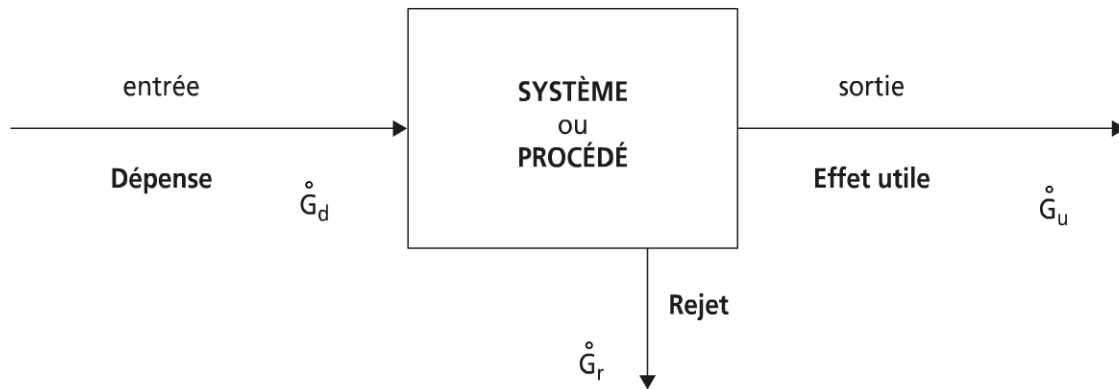 entrée
Dépense
G̊d
SYSTÈME
ou
PROCÉDÉ
sortie
Effet utile
G̊u
Rejet
G̊r